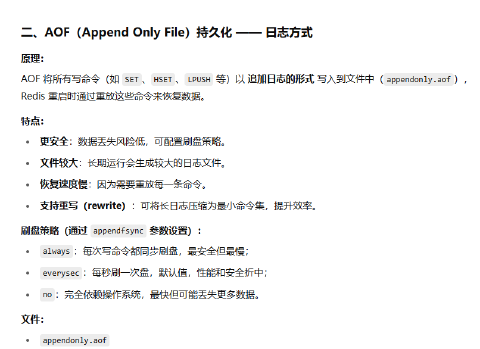 二、AOF（Append Only File）持久化 —— 日志方式
原理：
AOF 将所有写命令（如 SET、HSET、LPUSH 等）以 追加日志的形式 写入到文件中（appendonly.aof），
Redis 重启时通过重放这些命令来恢复数据。
特点：
• 更安全：数据丢失风险低，可配置刷盘策略。
• 文件较大：长期运行会生成较大的日志文件。
• 恢复速度慢：因为需要重放每一条命令。
• 支持重写（rewrite）：可将长日志压缩为最小命令集，提升效率。
刷盘策略（通过 appendfsync 参数设置）：
• always：每次写命令都同步刷盘，最安全但最慢；
• everysec：每秒刷一次盘，默认值，性能和安全折中；
• no：完全依赖操作系统，最快但可能丢失更多数据。
文件：
• appendonly.aof